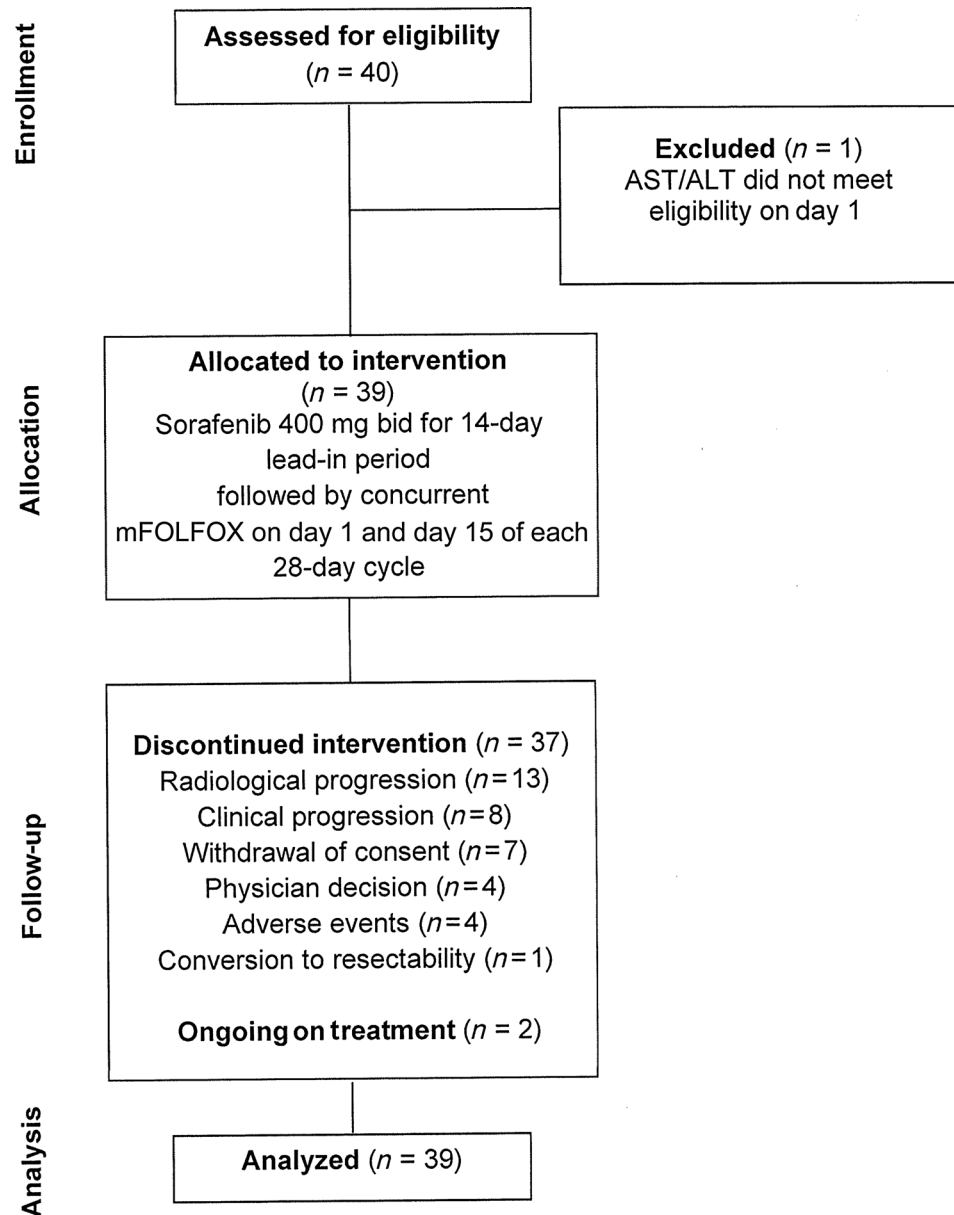 Enrollment
Assessed for eligibility
(n = 40)
Excluded (n = 1)
AST/ALT did not meet
eligibility on day 1
Allocation
Allocated to intervention
(n = 39)
Sorafenib 400 mg bid for 14-day
lead-in period
followed by concurrent
mFOLFOX on day 1 and day 15 of each
28-day cycle
Follow-up
Discontinued intervention (n = 37)
Radiological progression (n=13)
Clinical progression (n=8)
Withdrawal of consent (n=7)
Physician decision (n=4)
Adverse events (n=4)
Conversion to resectability (n=1)
Ongoing on treatment (n = 2)
Analysis
Analyzed (n = 39)